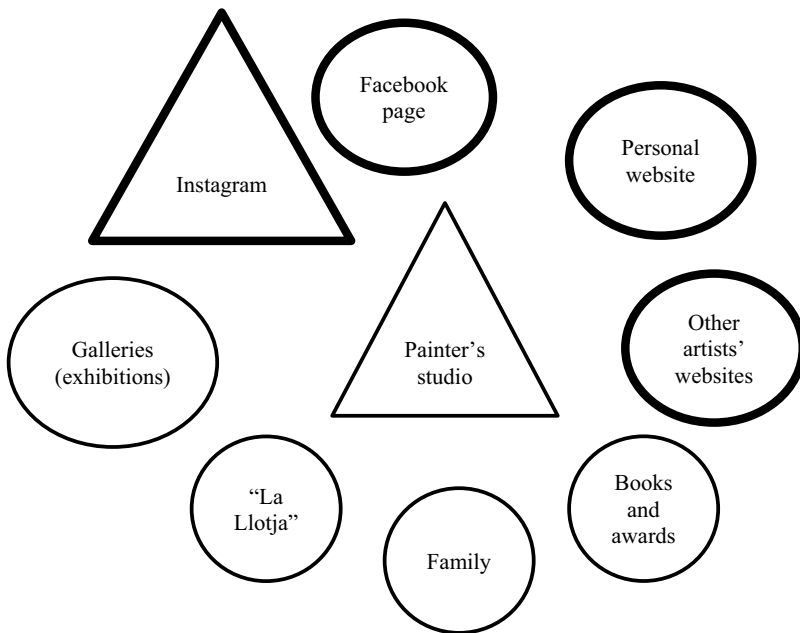 Facebook
page
Instagram
Personal
website
Galleries
(exhibitions)
Painter’s
studio
Other
artists’
websites
“La
Llotja”
Family
Books
and
awards